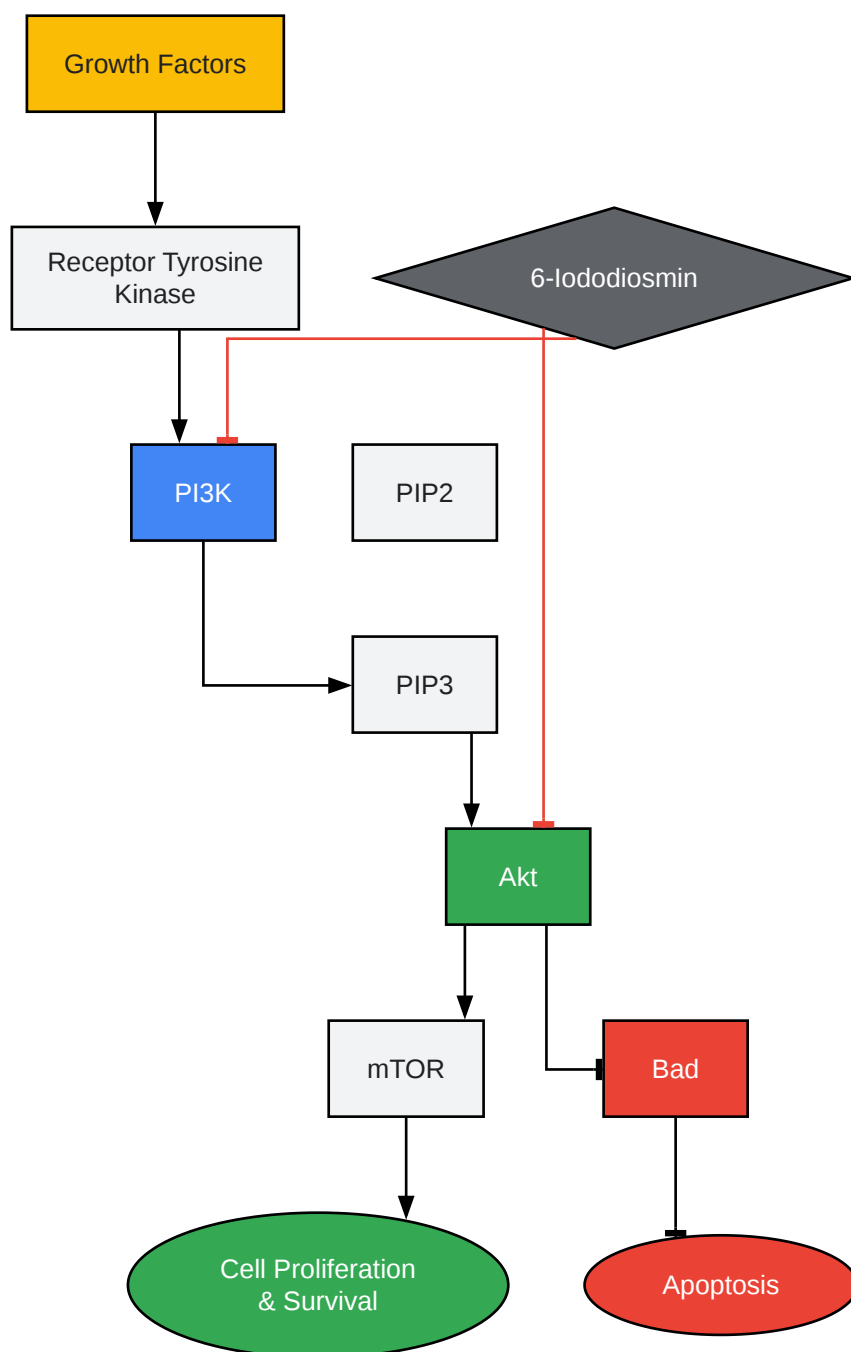 Growth Factors
Receptor Tyrosine
Kinase
6-Iododiosmin
PI3K
PIP2
PIP3
Akt
mTOR
Bad
Cell Proliferation
& Survival
Apoptosis